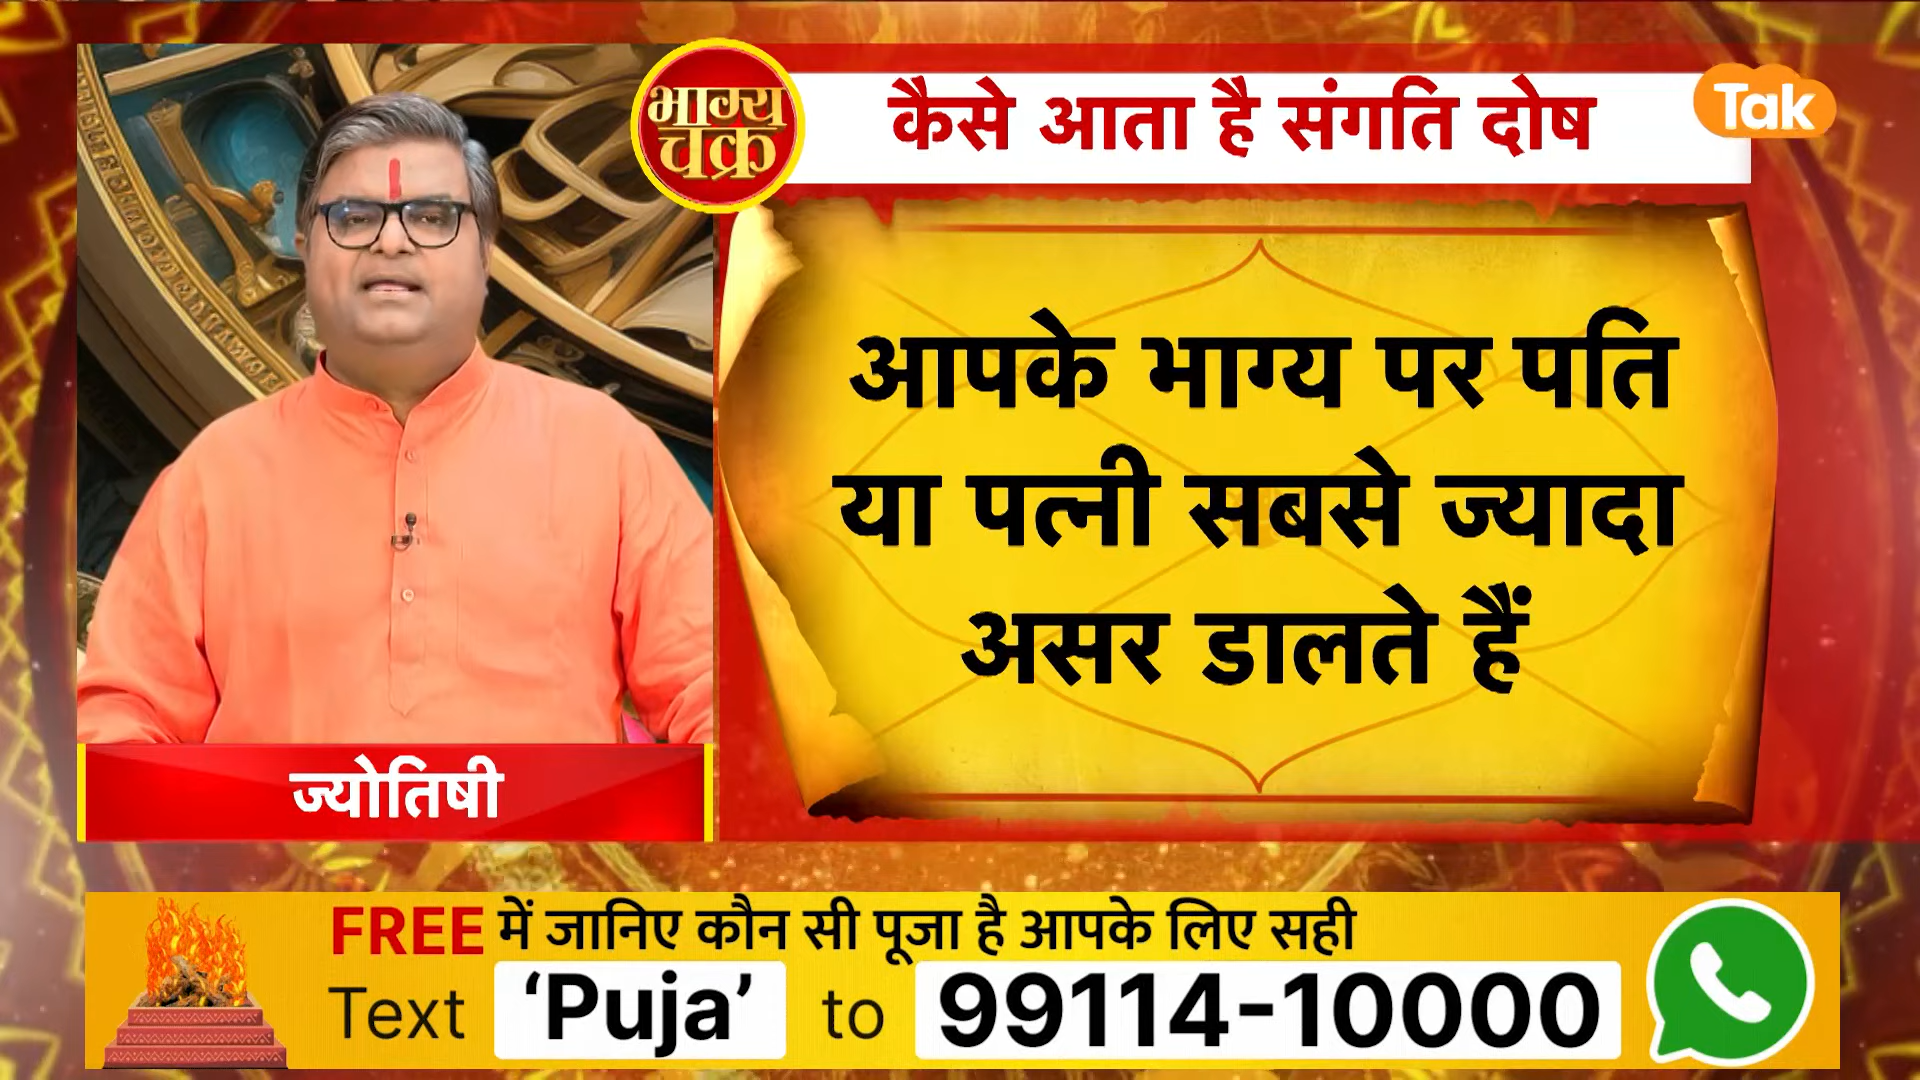 भाग्य
चक्र
कैसे आता है संगति दोष
Tak
आपके भाग्य पर पति
या पत्नी सबसे ज्यादा
असर डालते हैं
ज्योतिषी
FREE में जानिए कौन सी पूजा है आपके लिए सही
Text ‘Puja’ to 99114-10000